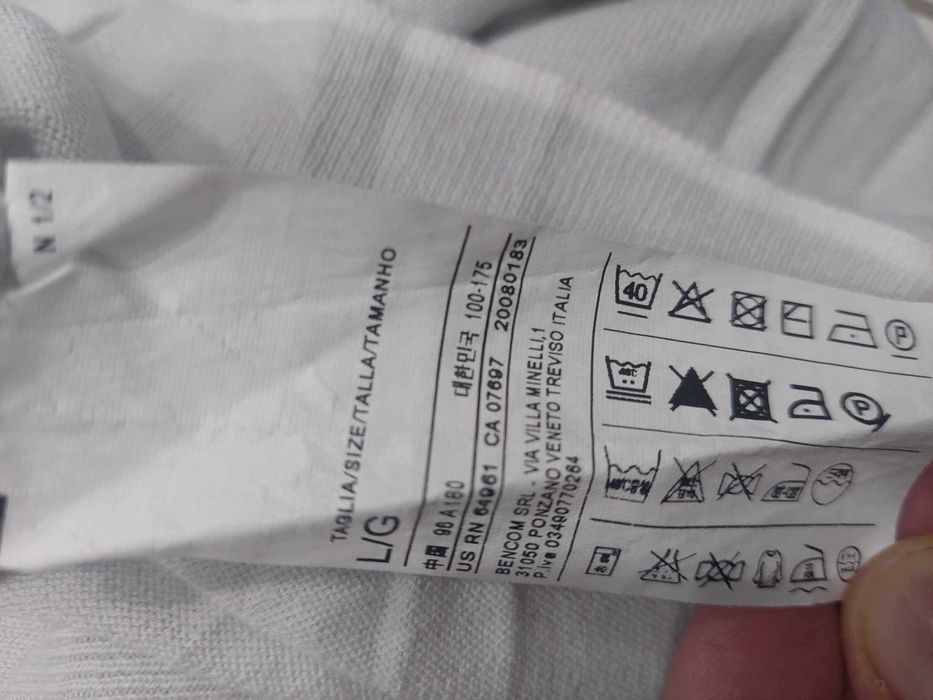 N 1/2
TAGLIA/SIZE/TALLA/TAMANHO
L/G
中国 96 A180 대한민국 100-175
US RN 64961 CA 07697 20080183
BENCOM SRL - VIA VILLA MINELLI,1
31050 PONZANO VENETO TREVISO ITALIA
P.iva 03490770264
40
P
P